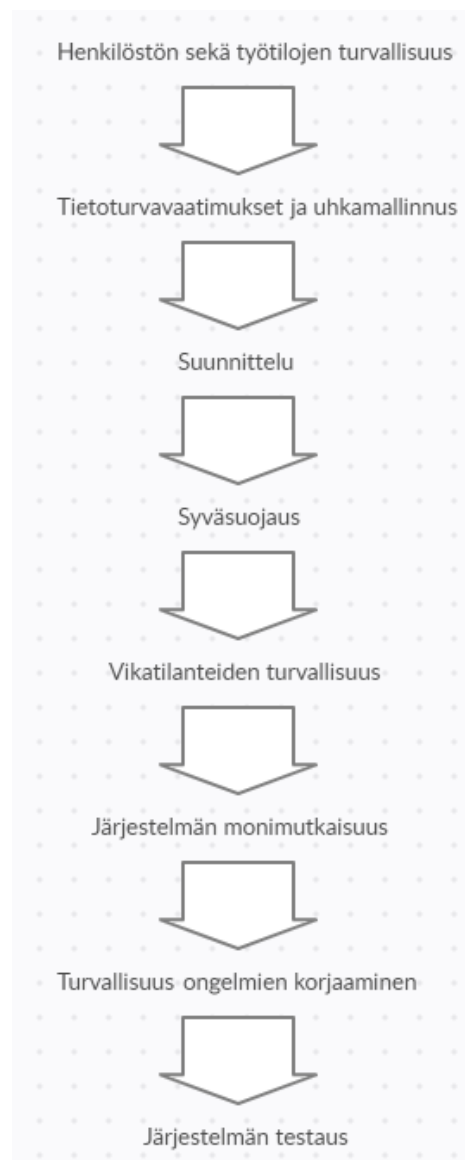 Henkilöstön sekä työtilojen turvallisuus
Tietoturvavaatimukset ja uhkamallinnus
Suunnittelu
Syväsuojaus
Vikatilanteiden turvallisuus
Järjestelmän monimutkaisuus
Turvallisuus ongelmien korjaaminen
Järjestelmän testaus